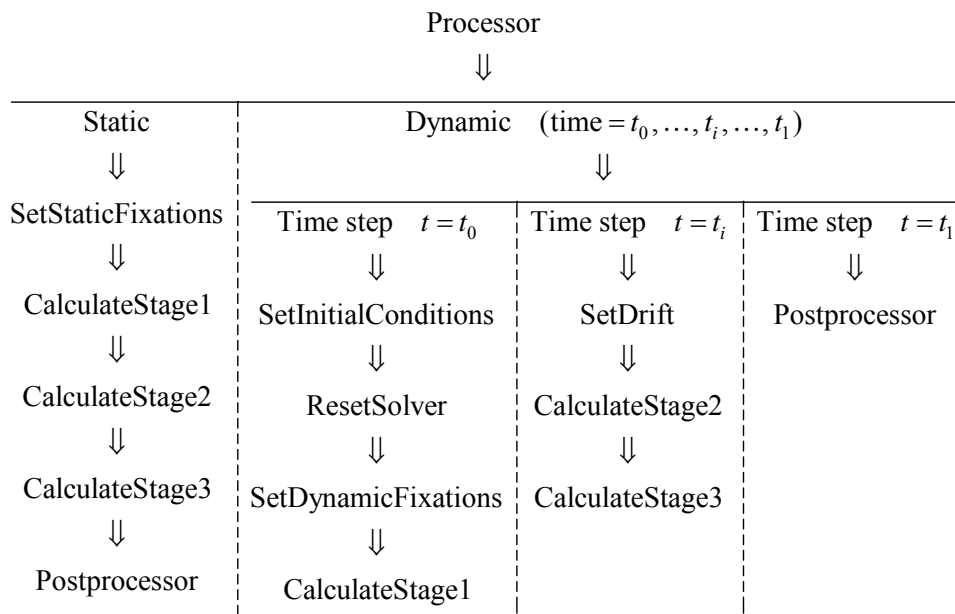 Processor
⇓
Static
Dynamic (time = t₀, …, tᵢ, …, t₁)
⇓
⇓
SetStaticFixations
Time step t = t₀
Time step t = tᵢ
Time step t = t₁
⇓
⇓
⇓
⇓
CalculateStage1
SetInitialConditions
SetDrift
Postprocessor
⇓
⇓
⇓
CalculateStage2
ResetSolver
CalculateStage2
⇓
⇓
⇓
CalculateStage3
SetDynamicFixations
CalculateStage3
⇓
⇓
Postprocessor
CalculateStage1